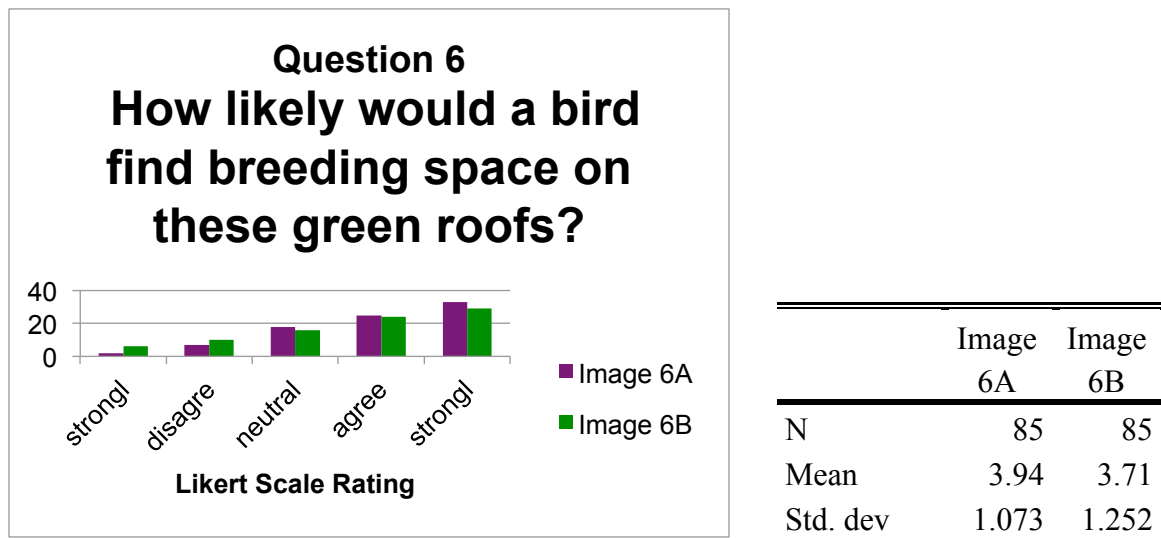 Question 6
How likely would a bird
find breeding space on
these green roofs?
40
20
0
strongl
disagre
neutral
agree
strongl
Image 6A
Image 6B
Likert Scale Rating
Image Image
6A 6B
N 85 85
Mean 3.94 3.71
Std. dev 1.073 1.252